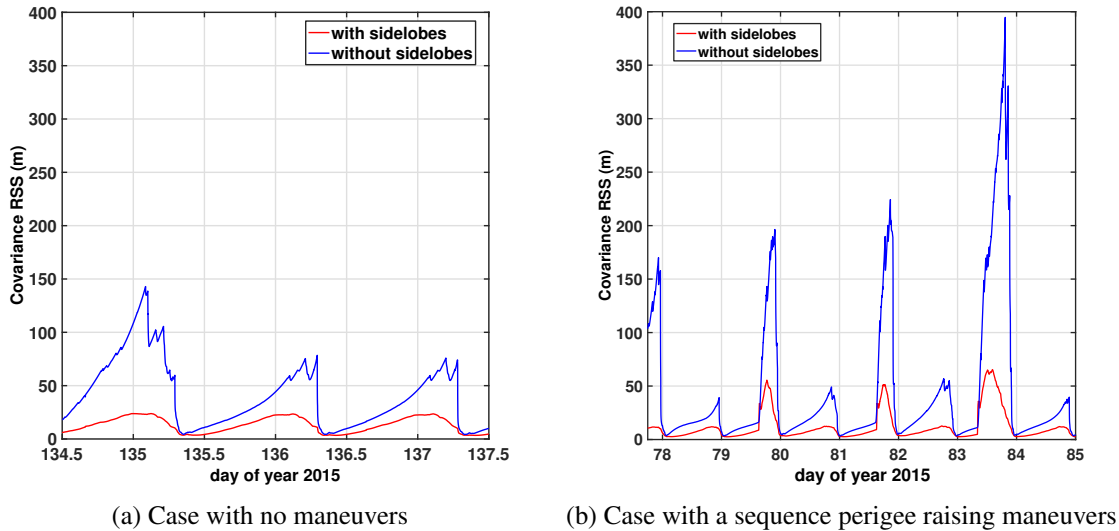 400
350
300
250
200
150
100
50
0
Covariance RSS (m)
with sidelobes
without sidelobes
134.5 135 135.5 136 136.5 137 137.5
day of year 2015
(a) Case with no maneuvers
400
350
300
250
200
150
100
50
0
Covariance RSS (m)
with sidelobes
without sidelobes
78 79 80 81 82 83 84 85
day of year 2015
(b) Case with a sequence perigee raising maneuvers